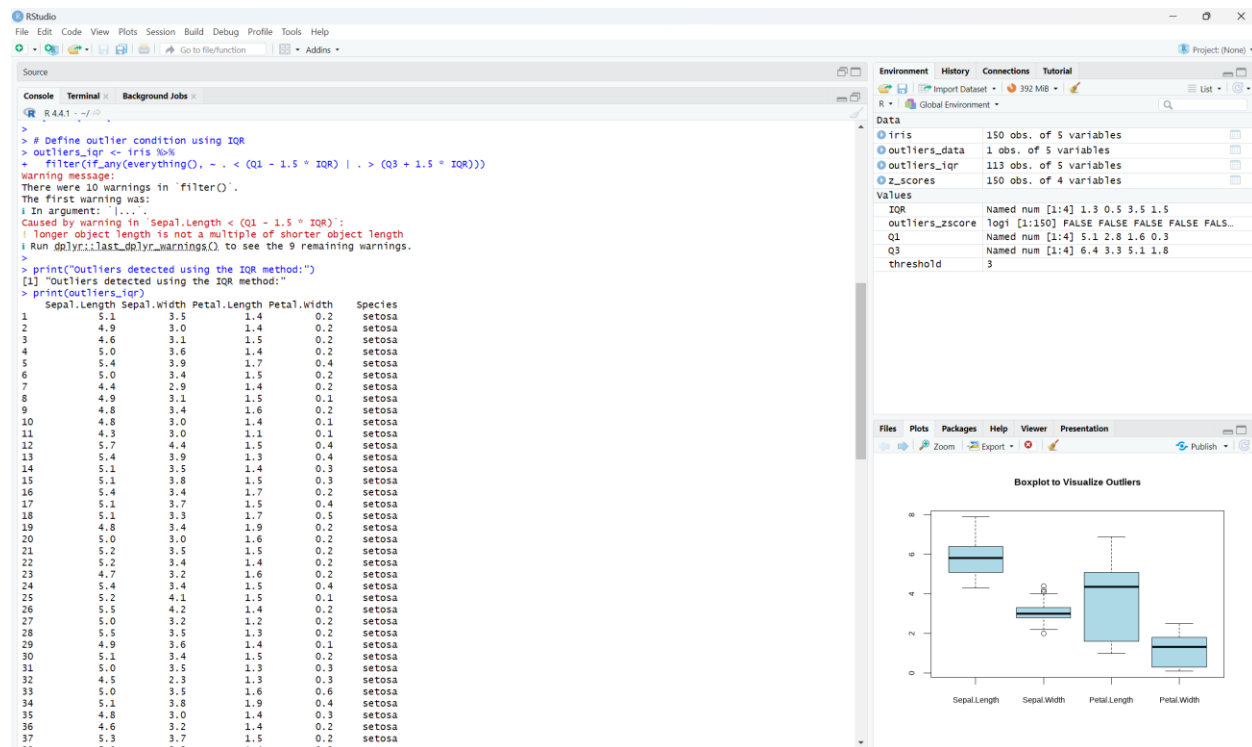 RStudio
File Edit Code View Plots Session Build Debug Profile Tools Help
Go to file/function Addins
Project: (None)
Source
Console Terminal Background Jobs
R 4.4.1 · ~/
>
> # Define outlier condition using IQR
> outliers_iqr <- iris %>%
+   filter(if_any(everything(), ~ . < (Q1 - 1.5 * IQR) | . > (Q3 + 1.5 * IQR)))
Warning message:
There were 10 warnings in `filter()`.
The first warning was:
ℹ In argument: `|...`.
Caused by warning in `Sepal.Length < (Q1 - 1.5 * IQR)`:
! longer object length is not a multiple of shorter object length
ℹ Run dplyr::last_dplyr_warnings() to see the 9 remaining warnings.
>
> print("Outliers detected using the IQR method:")
[1] "Outliers detected using the IQR method:"
> print(outliers_iqr)
Sepal.Length Sepal.Width Petal.Length Petal.Width Species
1 5.1 3.5 1.4 0.2 setosa
2 4.9 3.0 1.4 0.2 setosa
3 4.6 3.1 1.5 0.2 setosa
4 5.0 3.6 1.4 0.2 setosa
5 5.4 3.9 1.7 0.4 setosa
6 5.0 3.4 1.5 0.2 setosa
7 4.4 2.9 1.4 0.2 setosa
8 4.9 3.1 1.5 0.1 setosa
9 4.8 3.4 1.6 0.2 setosa
10 4.8 3.0 1.4 0.1 setosa
11 4.3 3.0 1.1 0.1 setosa
12 5.7 4.4 1.5 0.4 setosa
13 5.4 3.9 1.3 0.4 setosa
14 5.1 3.5 1.4 0.3 setosa
15 5.1 3.8 1.5 0.3 setosa
16 5.4 3.4 1.7 0.2 setosa
17 5.1 3.7 1.5 0.4 setosa
18 5.1 3.3 1.7 0.5 setosa
19 4.8 3.4 1.9 0.2 setosa
20 5.0 3.0 1.6 0.2 setosa
21 5.2 3.5 1.5 0.2 setosa
22 5.2 3.4 1.4 0.2 setosa
23 4.7 3.2 1.6 0.2 setosa
24 5.4 3.4 1.5 0.4 setosa
25 5.2 4.1 1.5 0.1 setosa
26 5.5 4.2 1.4 0.2 setosa
27 5.0 3.2 1.2 0.2 setosa
28 5.5 3.5 1.3 0.2 setosa
29 4.9 3.6 1.4 0.1 setosa
30 5.1 3.4 1.5 0.2 setosa
31 5.0 3.5 1.3 0.3 setosa
32 4.5 2.3 1.3 0.3 setosa
33 5.0 3.5 1.6 0.6 setosa
34 5.1 3.8 1.9 0.4 setosa
35 4.8 3.0 1.4 0.3 setosa
36 4.6 3.2 1.4 0.2 setosa
37 5.3 3.7 1.5 0.2 setosa
Environment History Connections Tutorial
Import Dataset 392 MiB List
R Global Environment
Data
iris 150 obs. of 5 variables
outliers_data 1 obs. of 5 variables
outliers_iqr 113 obs. of 5 variables
z_scores 150 obs. of 4 variables
Values
IQR Named num [1:4] 1.3 0.5 3.5 1.5
outliers_zscore logi [1:150] FALSE FALSE FALSE FALSE FALSE FALS…
Q1 Named num [1:4] 5.1 2.8 1.6 0.3
Q3 Named num [1:4] 6.4 3.3 5.1 1.8
threshold 3
Files Plots Packages Help Viewer Presentation
Zoom Export Publish
Boxplot to Visualize Outliers
8
6
4
2
0
Sepal.Length Sepal.Width Petal.Length Petal.Width